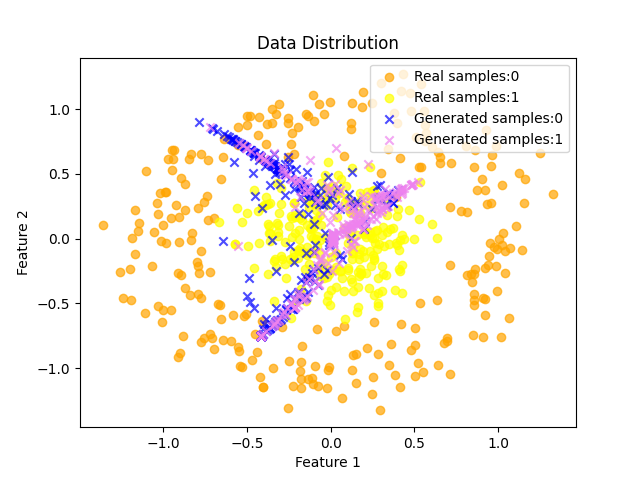 Data Distribution
Real samples:0
Real samples:1
Generated samples:0
Generated samples:1
Feature 2
1.0
0.5
0.0
−0.5
−1.0
−1.0 −0.5 0.0 0.5 1.0
Feature 1